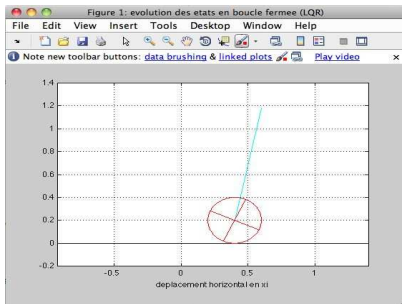 Figure 1: evolution des etats en boucle fermee (LQR)
File Edit View Insert Tools Desktop Window Help
Note new toolbar buttons: data brushing & linked plots Play video
1.4
1.2
1
0.8
0.6
0.4
0.2
0
-0.2
-0.5 0 0.5 1
deplacement horizontal en xi